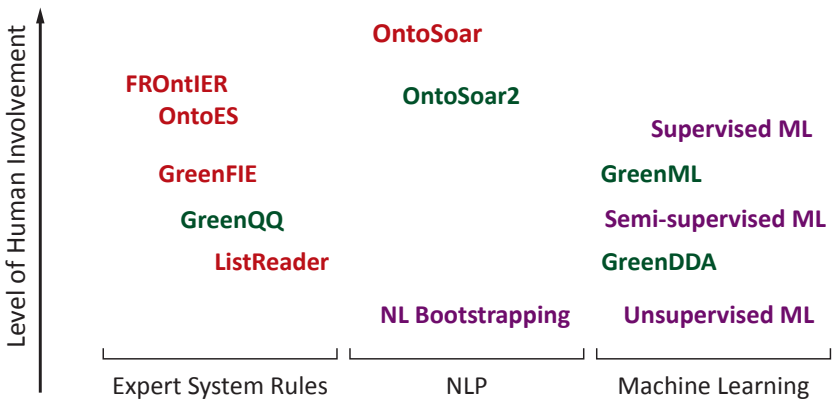 Level of Human Involvement
OntoSoar
FROntIER
OntoSoar2
OntoES
Supervised ML
GreenFIE
GreenML
GreenQQ
Semi-supervised ML
ListReader
GreenDDA
NL Bootstrapping
Unsupervised ML
Expert System Rules
NLP
Machine Learning